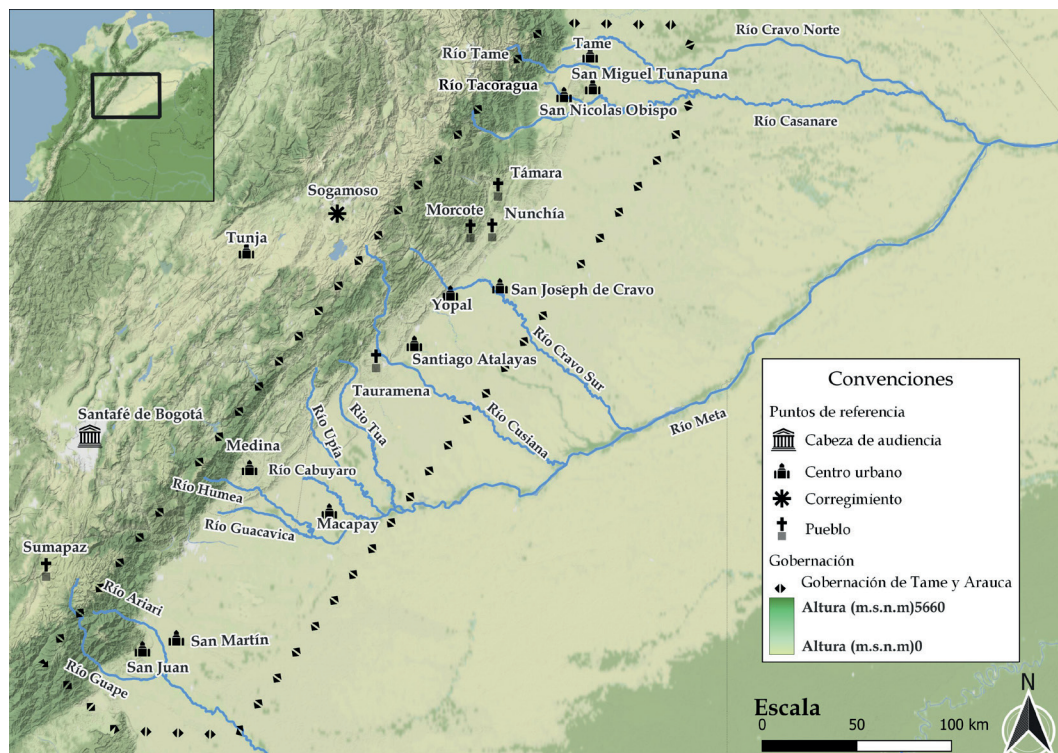 Río Cravo Norte
Río Tame
Tame
San Miguel Tunapuna
Río Tacoragua
San Nicolas Obispo
Río Casanare
Támara
Sogamoso
Morcote
Nunchía
Tunja
San Joseph de Cravo
Yopal
Santiago Atalayas
Río Cravo Sur
Tauramena
Río Meta
Santafé de Bogotá
Río Tua
Río Upía
Río Cusiana
Medina
Río Cabuyaro
Río Humea
Macapay
Río Guacavica
Sumapaz
Río Ariari
San Martín
San Juan
Río Guape
Convenciones
Puntos de referencia
Cabeza de audiencia
Centro urbano
Corregimiento
Pueblo
Gobernación
Gobernación de Tame y Arauca
Altura (m.s.n.m)5660
Altura (m.s.n.m)0
Escala
0 50 100 km
N